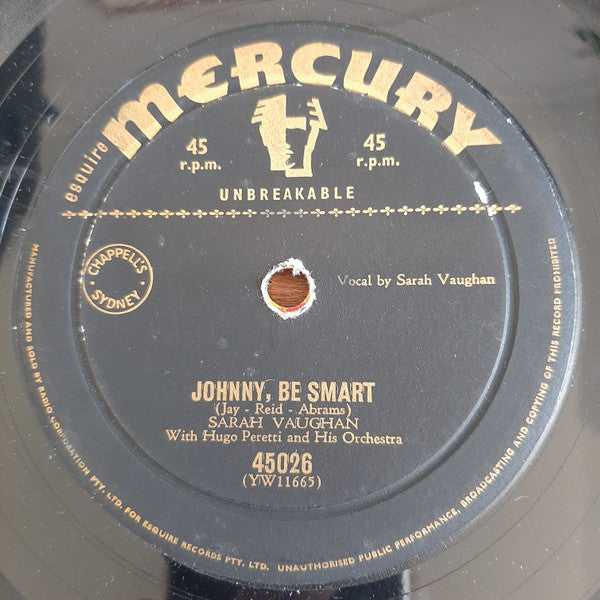 esquire MERCURY
45 r.p.m.
45 r.p.m.
UNBREAKABLE
CHAPPELL'S SYDNEY
Vocal by Sarah Vaughan
JOHNNY, BE SMART
(Jay - Reid - Abrams)
SARAH VAUGHAN
With Hugo Peretti and His Orchestra
45026
(YW11665)
MANUFACTURED AND SOLD BY RADIO CORPORATION PTY. LTD. FOR ESQUIRE RECORDS PTY. LTD. UNAUTHORISED PUBLIC PERFORMANCE, BROADCASTING AND COPYING OF THIS RECORD PROHIBITED